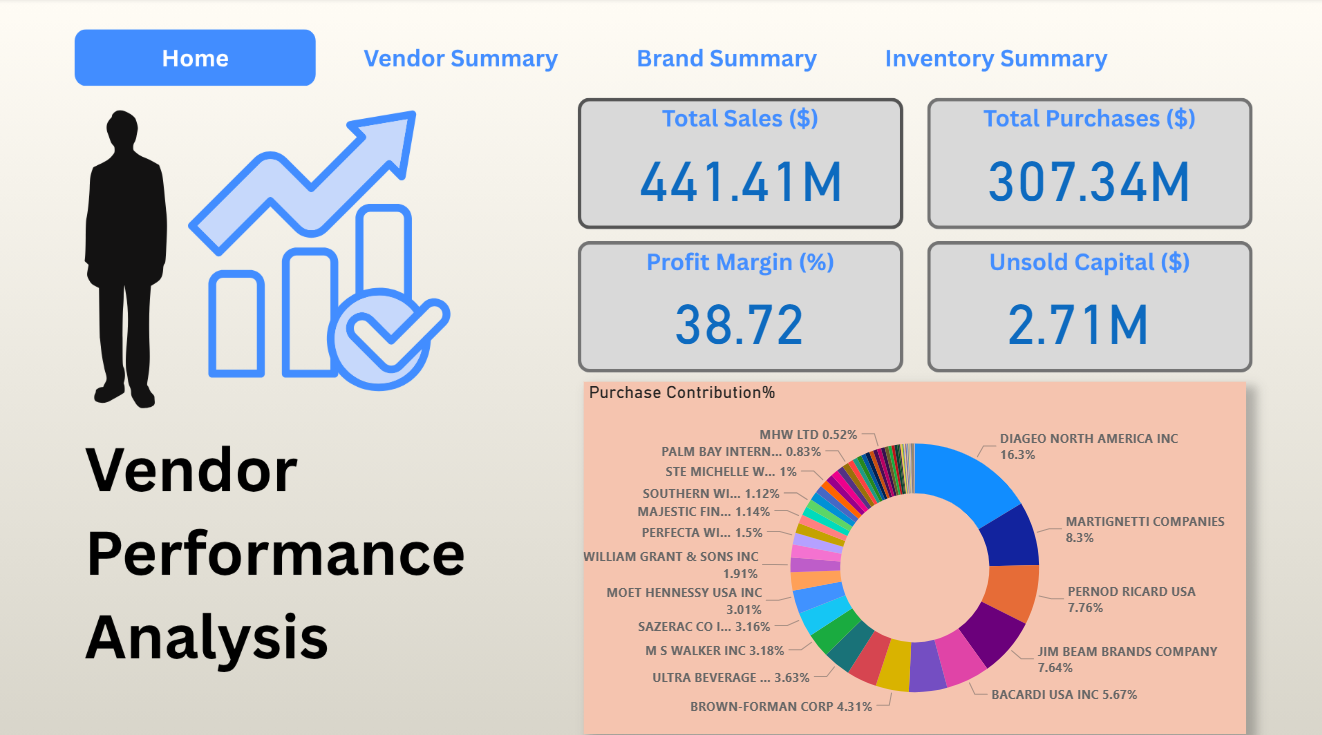 Home
Vendor Summary
Brand Summary
Inventory Summary
Total Sales ($)
441.41M
Total Purchases ($)
307.34M
Profit Margin (%)
38.72
Unsold Capital ($)
2.71M
Vendor
Performance
Analysis
Purchase Contribution%
MHW LTD 0.52%
PALM BAY INTERN... 0.83%
STE MICHELLE W... 1%
SOUTHERN WI... 1.12%
MAJESTIC FIN... 1.14%
PERFECTA WI... 1.5%
WILLIAM GRANT & SONS INC
1.91%
MOET HENNESSY USA INC
3.01%
SAZERAC CO I... 3.16%
M S WALKER INC 3.18%
ULTRA BEVERAGE ... 3.63%
BROWN-FORMAN CORP 4.31%
DIAGEO NORTH AMERICA INC
16.3%
MARTIGNETTI COMPANIES
8.3%
PERNOD RICARD USA
7.76%
JIM BEAM BRANDS COMPANY
7.64%
BACARDI USA INC 5.67%